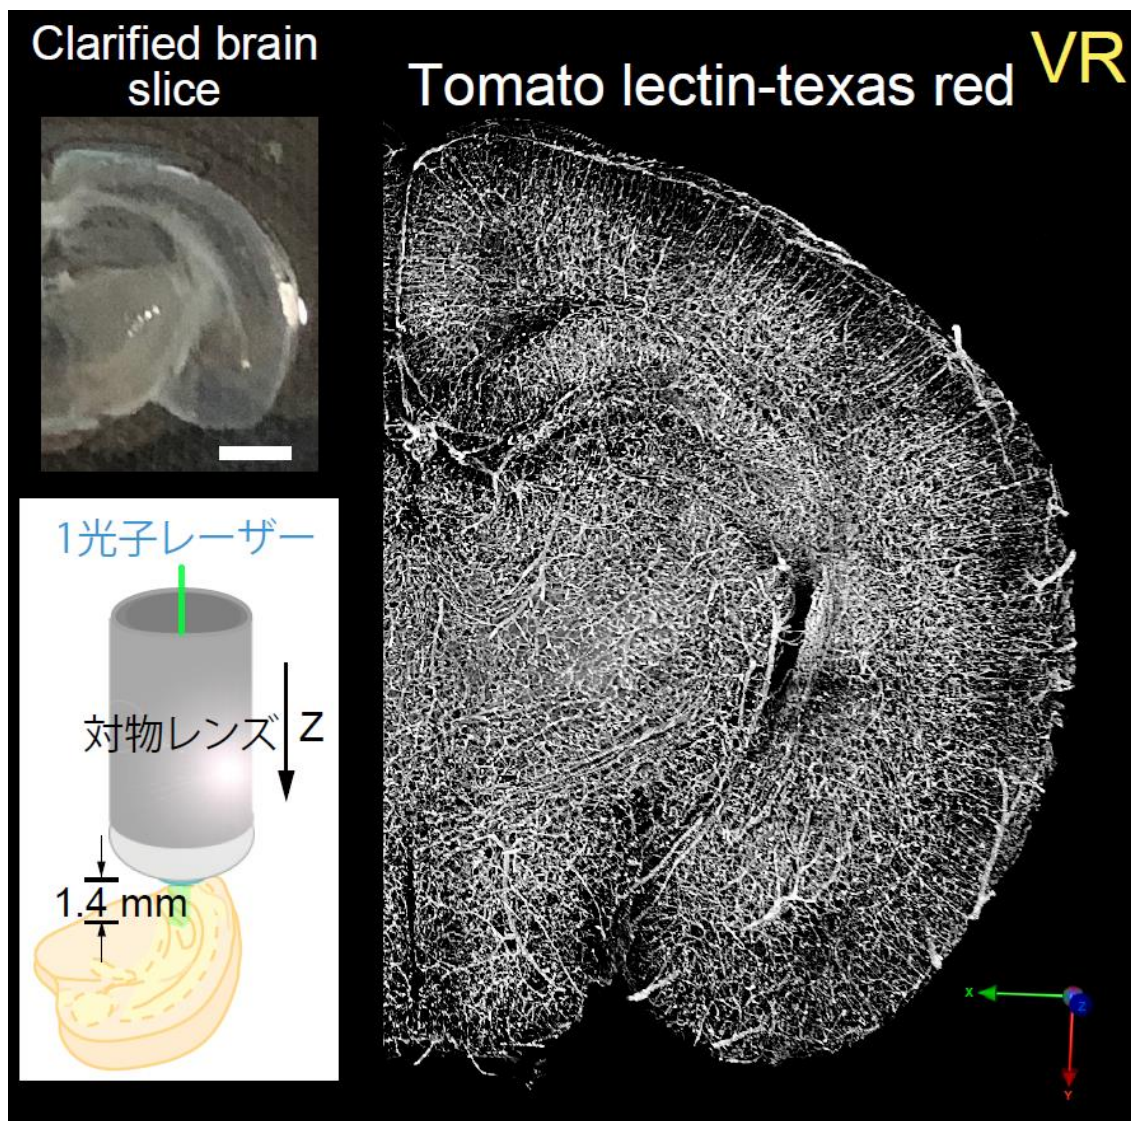 Clarified brain
slice
Tomato lectin-texas red
VR
1光子レーザー
対物レンズ
Z
1.4 mm
X
Z
Y